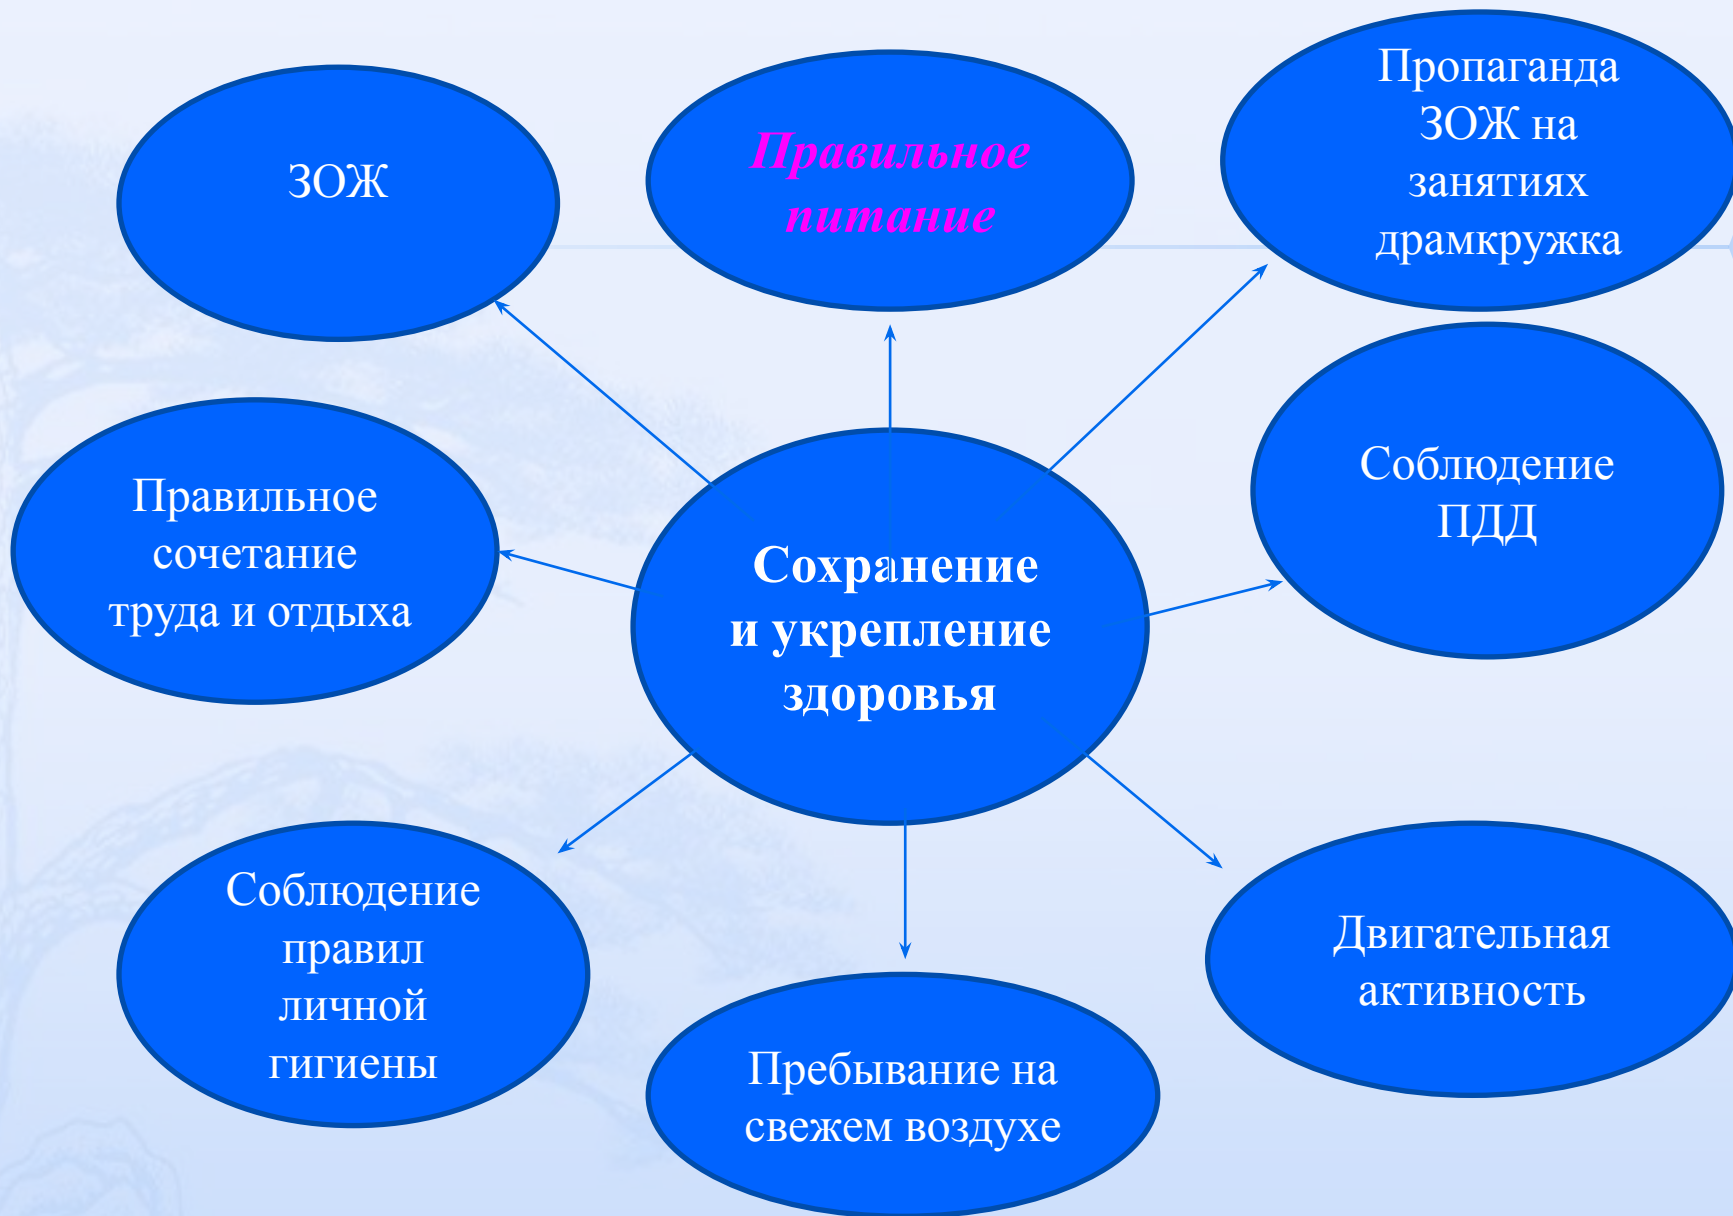 ЗОЖ
Правильное
питание
Пропаганда
ЗОЖ на
занятиях
драмкружка
Правильное
сочетание
труда и отдыха
Сохранение
и укрепление
здоровья
Соблюдение
ПДД
Соблюдение
правил
личной
гигиены
Пребывание на
свежем воздухе
Двигательная
активность